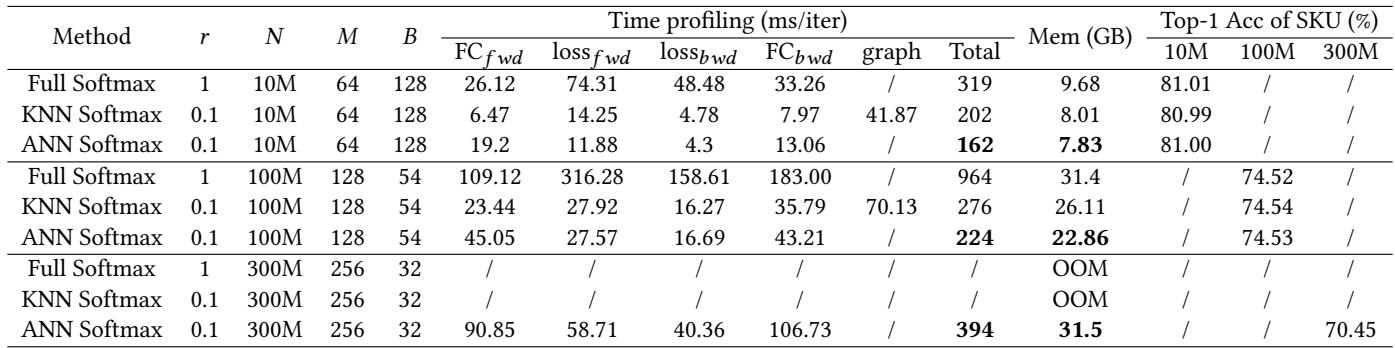 Method r N M B Time profiling (ms/iter) Mem (GB) Top-1 Acc of SKU (%)
FC_fwd loss_fwd loss_bwd FC_bwd graph Total 10M 100M 300M
Full Softmax 1 10M 64 128 26.12 74.31 48.48 33.26 / 319 9.68 81.01 / /
KNN Softmax 0.1 10M 64 128 6.47 14.25 4.78 7.97 41.87 202 8.01 80.99 / /
ANN Softmax 0.1 10M 64 128 19.2 11.88 4.3 13.06 / 162 7.83 81.00 / /
Full Softmax 1 100M 128 54 109.12 316.28 158.61 183.00 / 964 31.4 / 74.52 /
KNN Softmax 0.1 100M 128 54 23.44 27.92 16.27 35.79 70.13 276 26.11 / 74.54 /
ANN Softmax 0.1 100M 128 54 45.05 27.57 16.69 43.21 / 224 22.86 / 74.53 /
Full Softmax 1 300M 256 32 / / / / / / OOM / / /
KNN Softmax 0.1 300M 256 32 / / / / / / OOM / / /
ANN Softmax 0.1 300M 256 32 90.85 58.71 40.36 106.73 / 394 31.5 / / 70.45